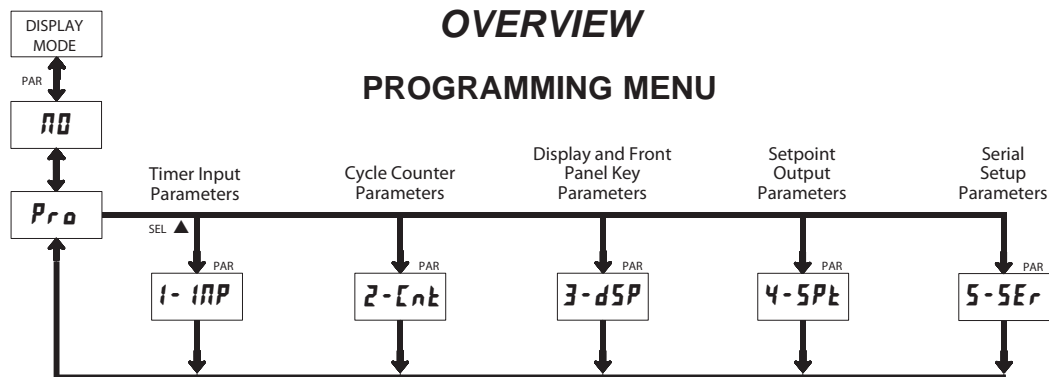 OVERVIEW
PROGRAMMING MENU
DISPLAY
MODE
PAR
NO
Pro
Timer Input
Parameters
Cycle Counter
Parameters
Display and Front
Panel Key
Parameters
Setpoint
Output
Parameters
Serial
Setup
Parameters
SEL ▲
PAR
PAR
PAR
PAR
PAR
1-INP
2-Cnt
3-dSP
4-SPt
5-SEr